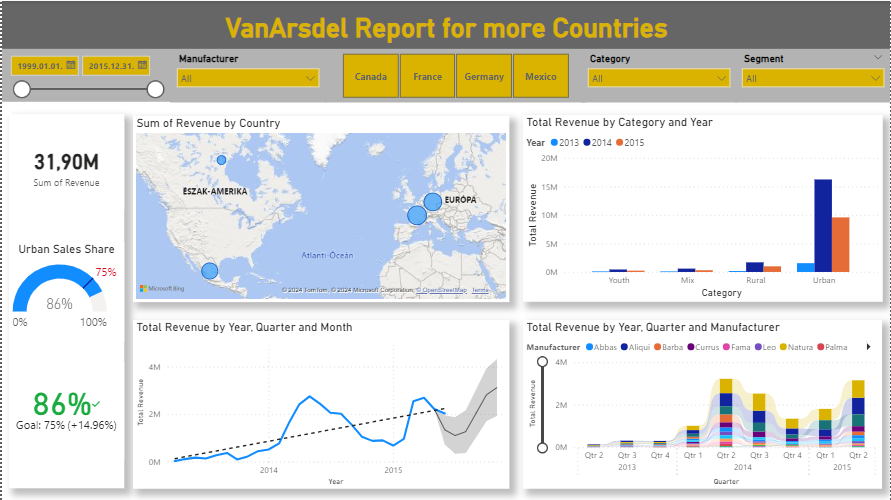 VanArsdel Report for more Countries
1999.01.01.
2015.12.31.
Manufacturer
All
Canada
France
Germany
Mexico
Category
All
Segment
All
31,90M
Sum of Revenue
Urban Sales Share
75%
86%
0%
100%
86%
Goal: 75% (+14.96%)
Sum of Revenue by Country
ÉSZAK-AMERIKA
EURÓPA
Atlanti-Óceán
Microsoft Bing
© 2024 TomTom, © 2024 Microsoft Corporation, © OpenStreetMap Terms
Total Revenue by Category and Year
Year 2013 2014 2015
20M
15M
10M
5M
0M
Total Revenue
Youth Mix Rural Urban
Category
Total Revenue by Year, Quarter and Month
4M
2M
0M
Total Revenue
2014 2015
Year
Total Revenue by Year, Quarter and Manufacturer
Manufacturer Abbas Aliqui Barba Currus Fama Leo Natura Palma
4M
2M
0M
Total Revenue
Qtr 2 Qtr 3 Qtr 4 Qtr 1 Qtr 2 Qtr 3 Qtr 4 Qtr 1 Qtr 2
2013 2014 2015
Quarter